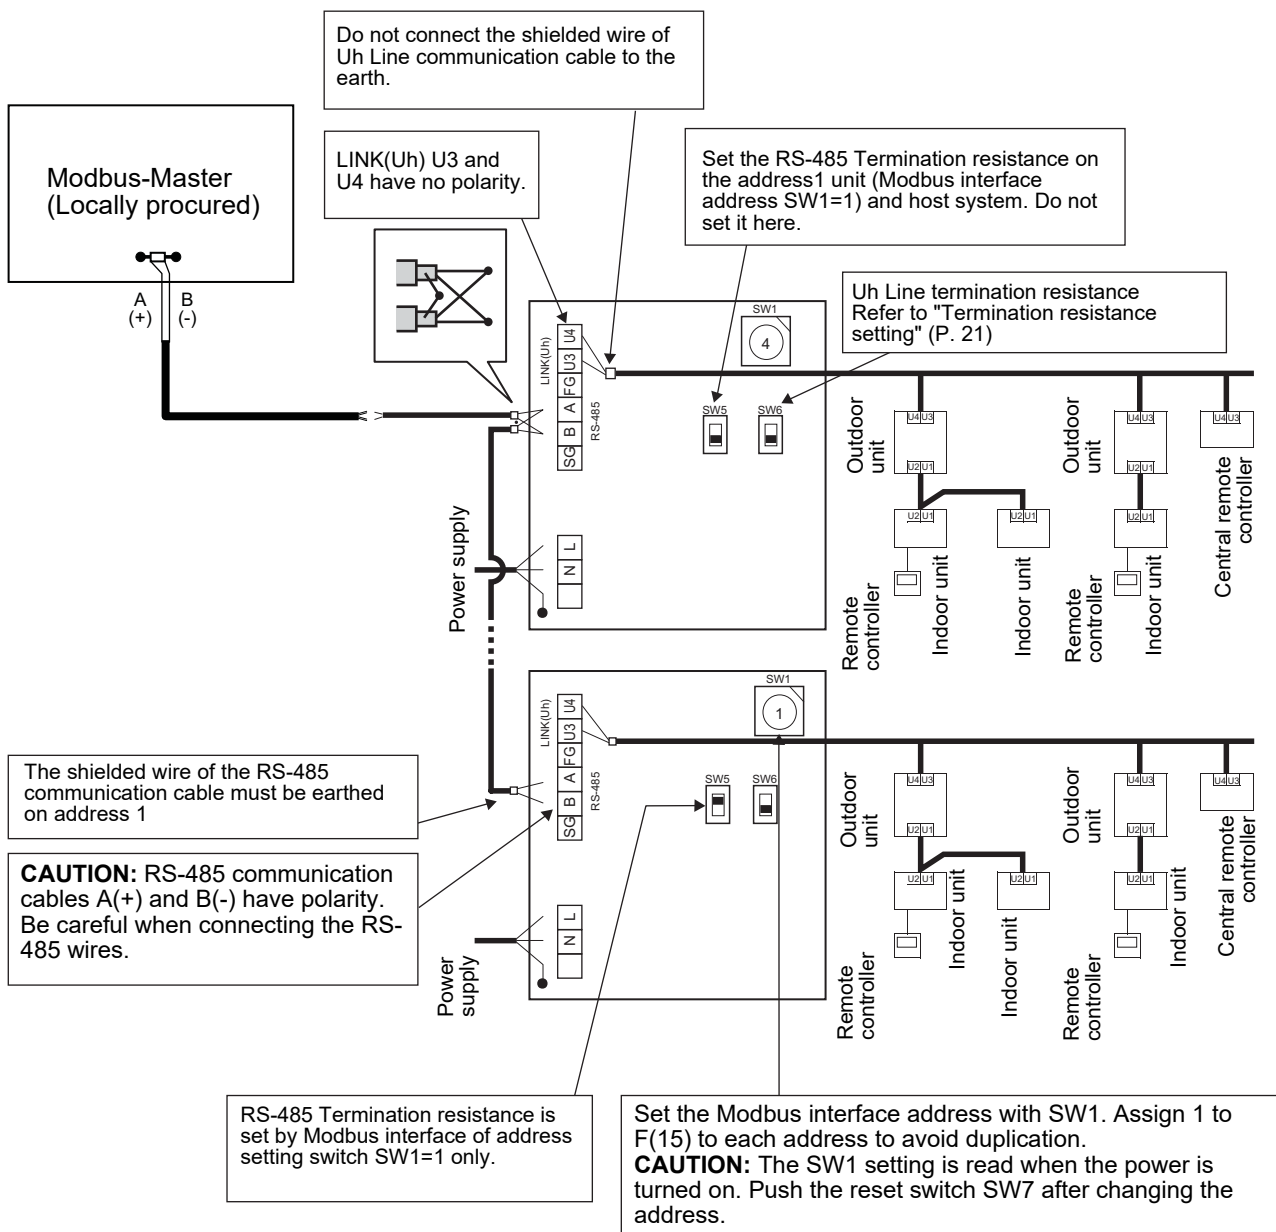 Do not connect the shielded wire of
Uh Line communication cable to the
earth.
Modbus-Master
(Locally procured)
A
(+)
B
(-)
LINK(Uh) U3 and
U4 have no polarity.
Set the RS-485 Termination resistance on
the address1 unit (Modbus interface
address SW1=1) and host system. Do not
set it here.
Uh Line termination resistance
Refer to "Termination resistance
setting" (P. 21)
SW1
4
LINK(Uh)
U4
U3
FG
A
B
SG
RS-485
SW5
SW6
L
N
Power supply
U4 U3
Outdoor
unit
U2 U1
U2 U1
U2 U1
Remote
controller
Indoor unit
Indoor unit
U4 U3
Outdoor
unit
U2 U1
U2 U1
Remote
controller
Indoor unit
U4 U3
Central remote
controller
SW1
1
LINK(Uh)
U4
U3
FG
A
B
SG
RS-485
SW5
SW6
L
N
Power
supply
U4 U3
Outdoor
unit
U2 U1
U2 U1
U2 U1
Remote
controller
Indoor unit
Indoor unit
U4 U3
Outdoor
unit
U2 U1
U2 U1
Remote
controller
Indoor unit
U4 U3
Central remote
controller
The shielded wire of the RS-485
communication cable must be earthed
on address 1
CAUTION: RS-485 communication
cables A(+) and B(-) have polarity.
Be careful when connecting the RS-
485 wires.
RS-485 Termination resistance is
set by Modbus interface of address
setting switch SW1=1 only.
Set the Modbus interface address with SW1. Assign 1 to
F(15) to each address to avoid duplication.
CAUTION: The SW1 setting is read when the power is
turned on. Push the reset switch SW7 after changing the
address.